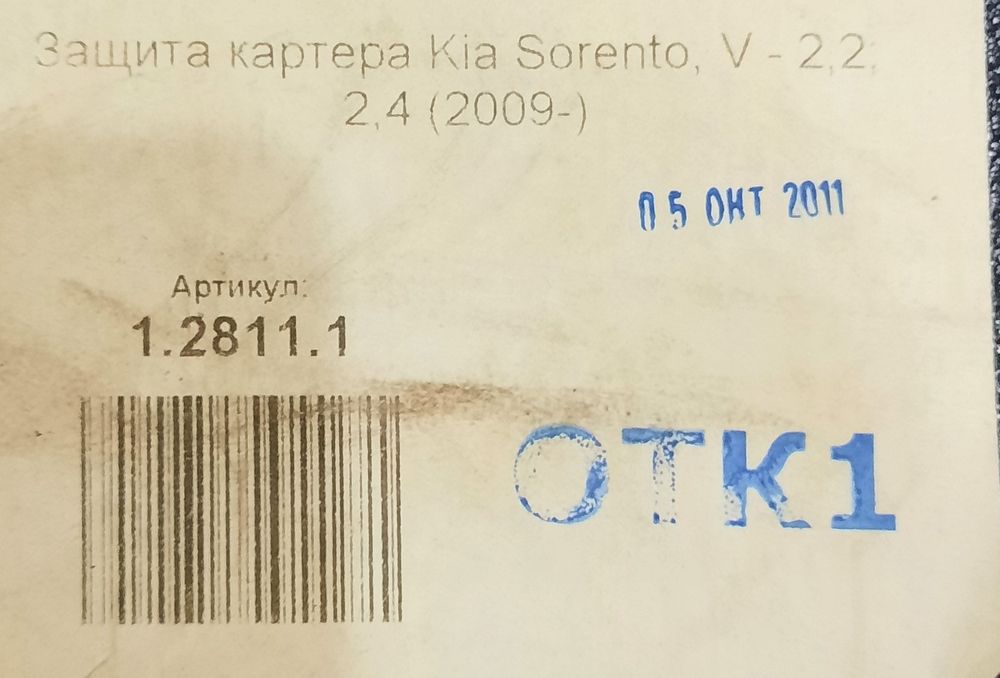 Защита картера Kia Sorento, V - 2,2;
2,4 (2009-)
05 ОКТ 2011
Артикул:
1.2811.1
ОТК1